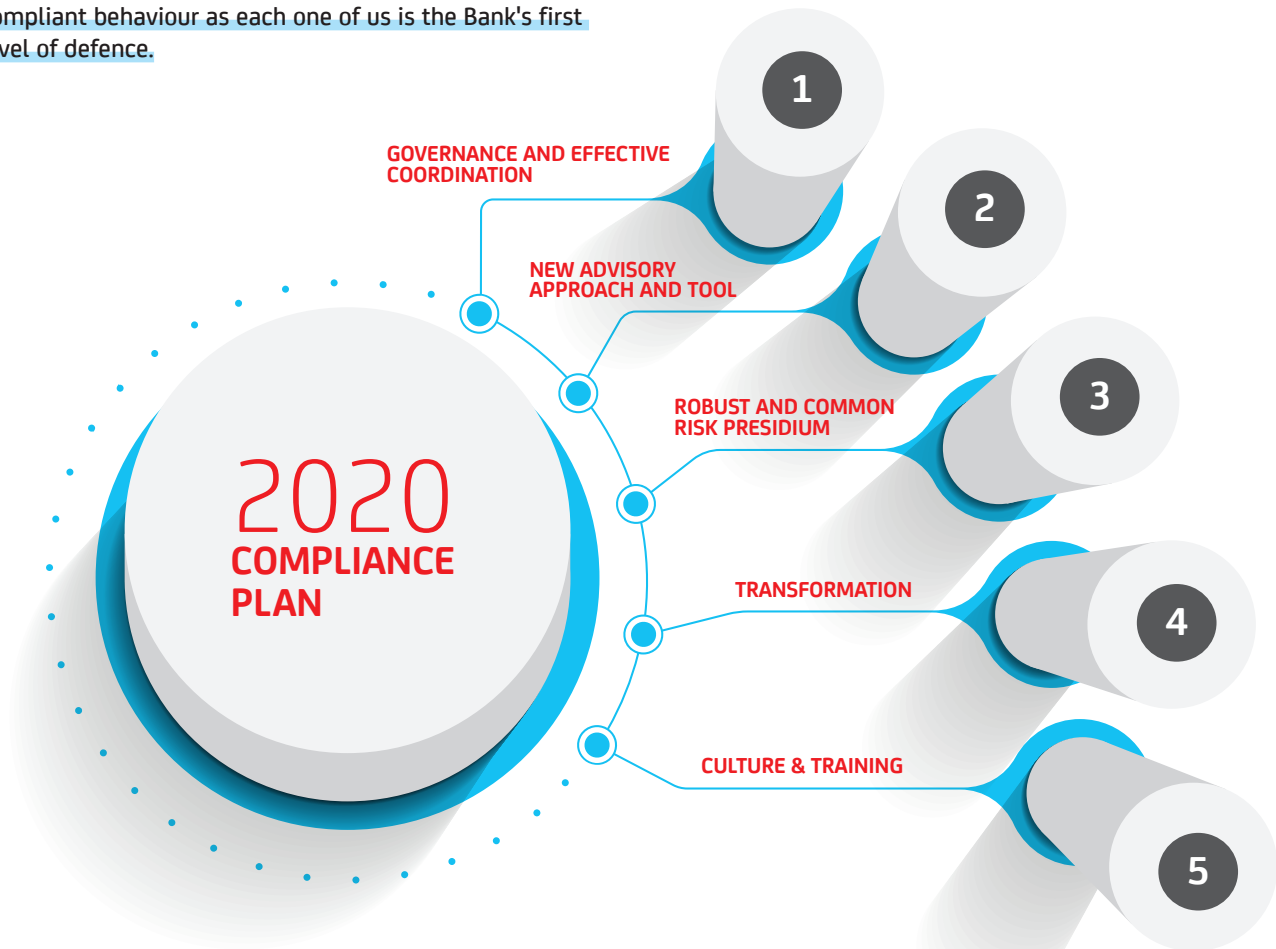 ompliant behaviour as each one of us is the Bank's first
vel of defence.
1
GOVERNANCE AND EFFECTIVE
COORDINATION
2
NEW ADVISORY
APPROACH AND TOOL
3
ROBUST AND COMMON
RISK PRESIDIUM
2020
COMPLIANCE
PLAN
4
TRANSFORMATION
CULTURE & TRAINING
5